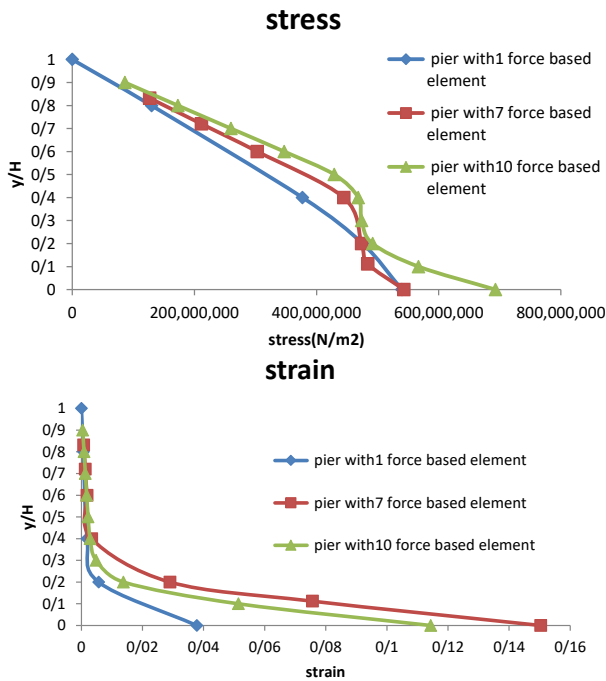 stress
1
0/9
0/8
0/7
0/6
0/5
0/4
0/3
0/2
0/1
0
y/H
0
200,000,000
400,000,000
600,000,000
800,000,000
stress(N/m2)
pier with1 force based
element
pier with7 force based
element
pier with10 force based
element
strain
1
0/9
0/8
0/7
0/6
0/5
0/4
0/3
0/2
0/1
0
y/H
0
0/02
0/04
0/06
0/08
0/1
0/12
0/14
0/16
strain
pier with1 force based element
pier with7 force based element
pier with10 force based element